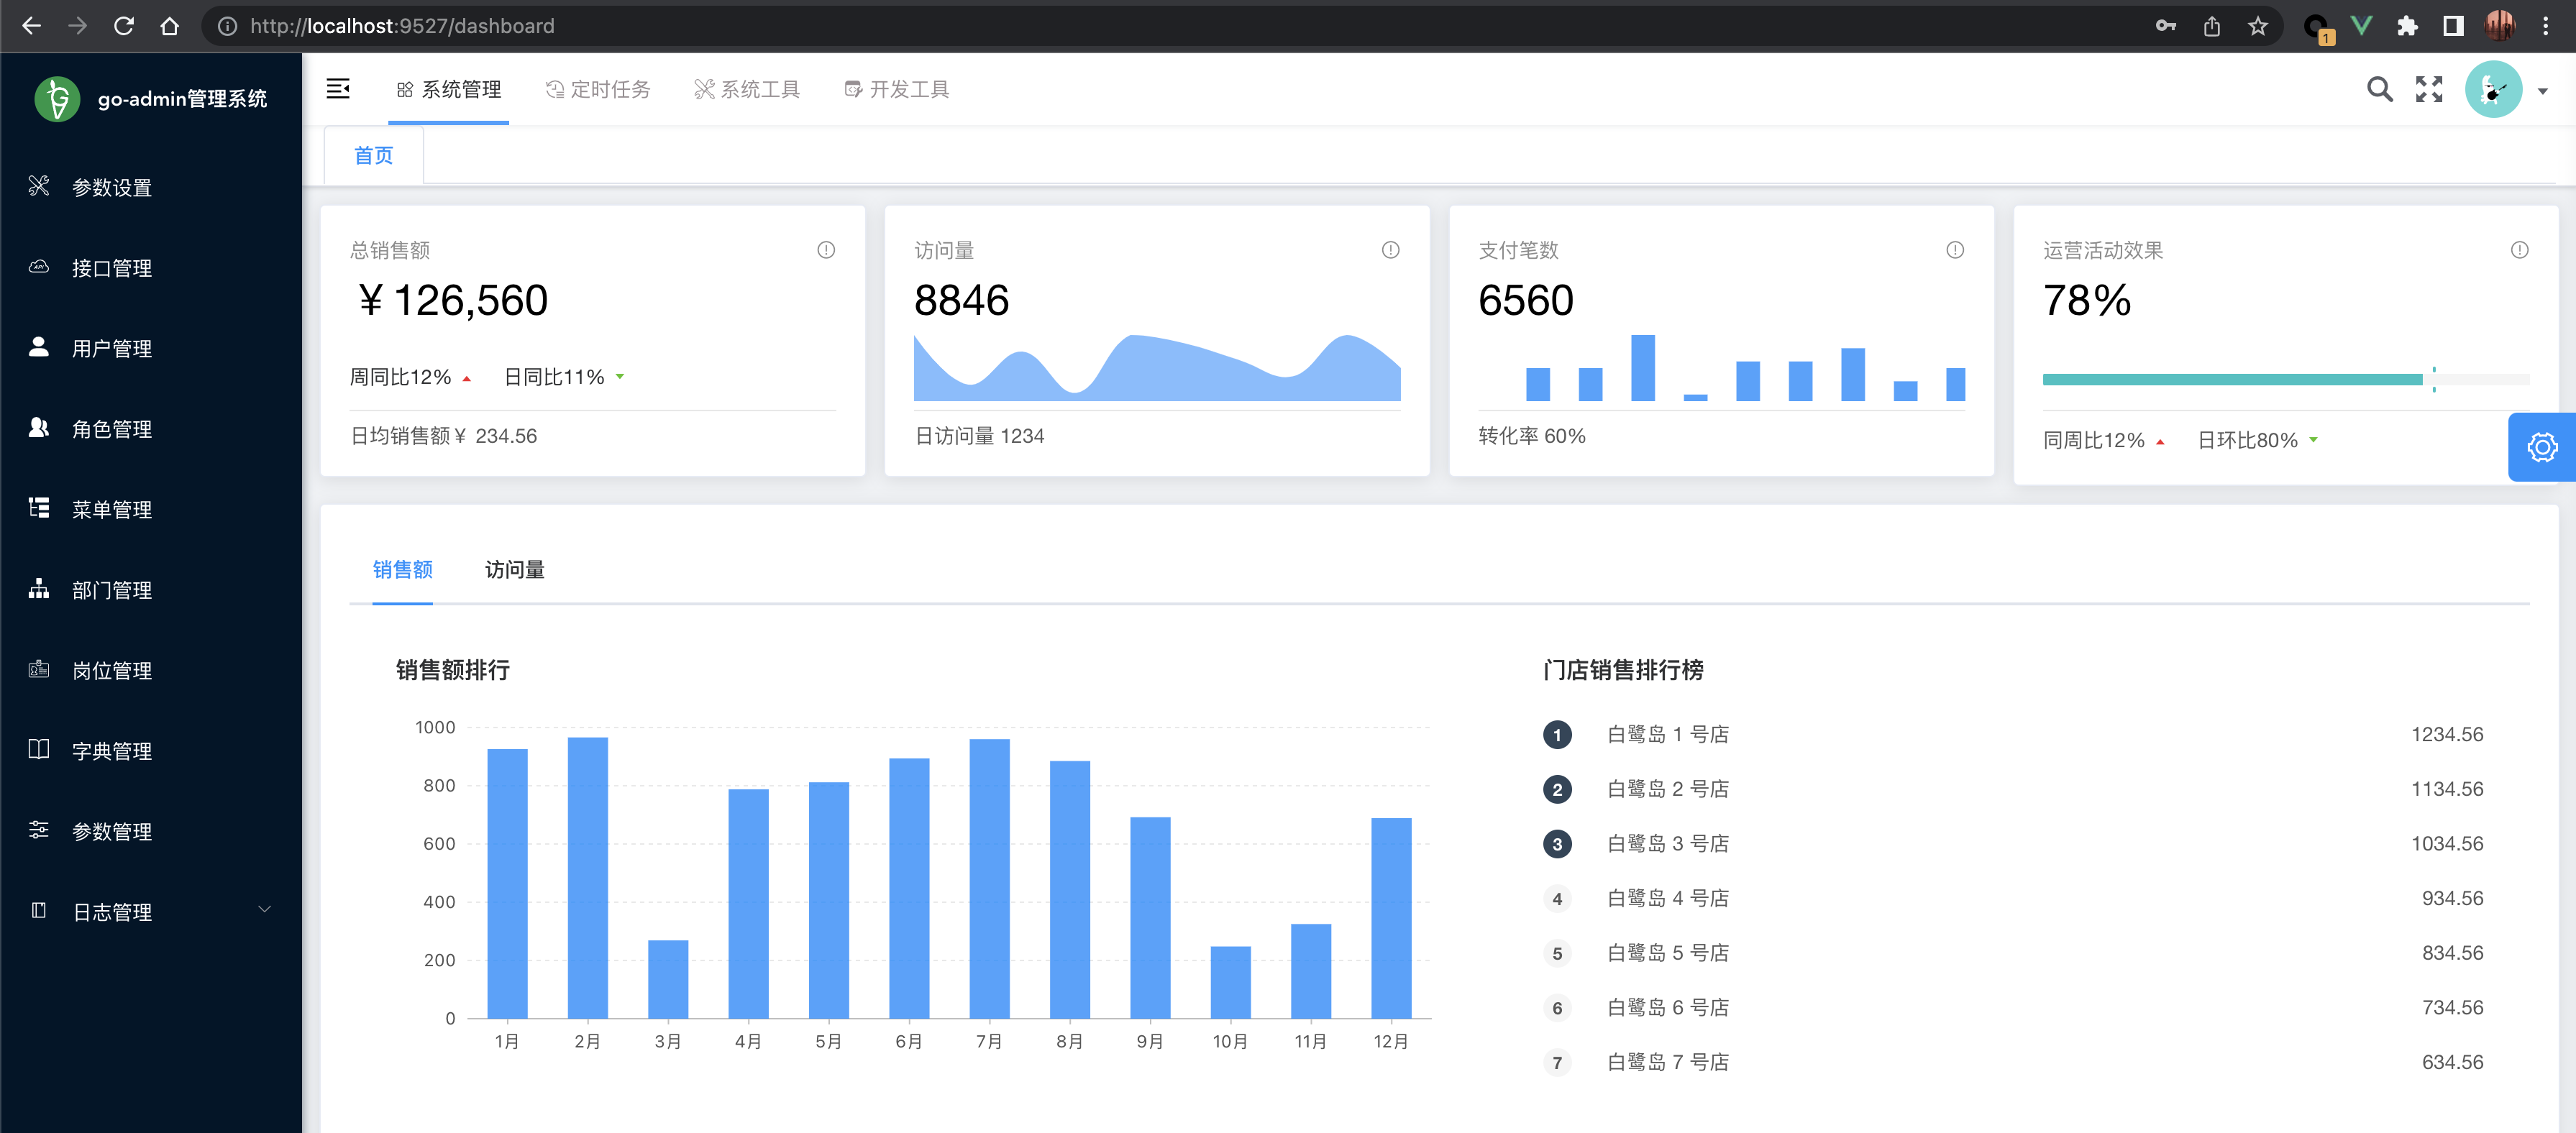 http://localhost:9527/dashboard
1
go-admin管理系统
系统管理 定时任务 系统工具 开发工具
首页
参数设置
接口管理
用户管理
角色管理
菜单管理
部门管理
岗位管理
字典管理
参数管理
日志管理
总销售额
¥ 126,560
周同比12% 日同比11%
日均销售额¥ 234.56
访问量
8846
日访问量 1234
支付笔数
6560
转化率 60%
运营活动效果
78%
同周比12% 日环比80%
销售额 访问量
销售额排行
1000
800
600
400
200
0
1月 2月 3月 4月 5月 6月 7月 8月 9月 10月 11月 12月
门店销售排行榜
1 白鹭岛 1 号店 1234.56
2 白鹭岛 2 号店 1134.56
3 白鹭岛 3 号店 1034.56
4 白鹭岛 4 号店 934.56
5 白鹭岛 5 号店 834.56
6 白鹭岛 6 号店 734.56
7 白鹭岛 7 号店 634.56